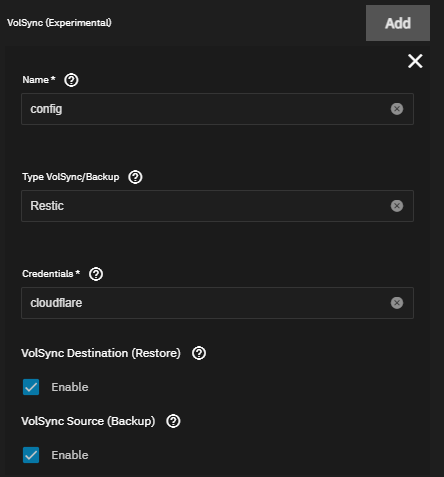 VolSync (Experimental)
Add
Name *
config
Type VolSync/Backup
Restic
Credentials *
cloudflare
VolSync Destination (Restore)
Enable
VolSync Source (Backup)
Enable